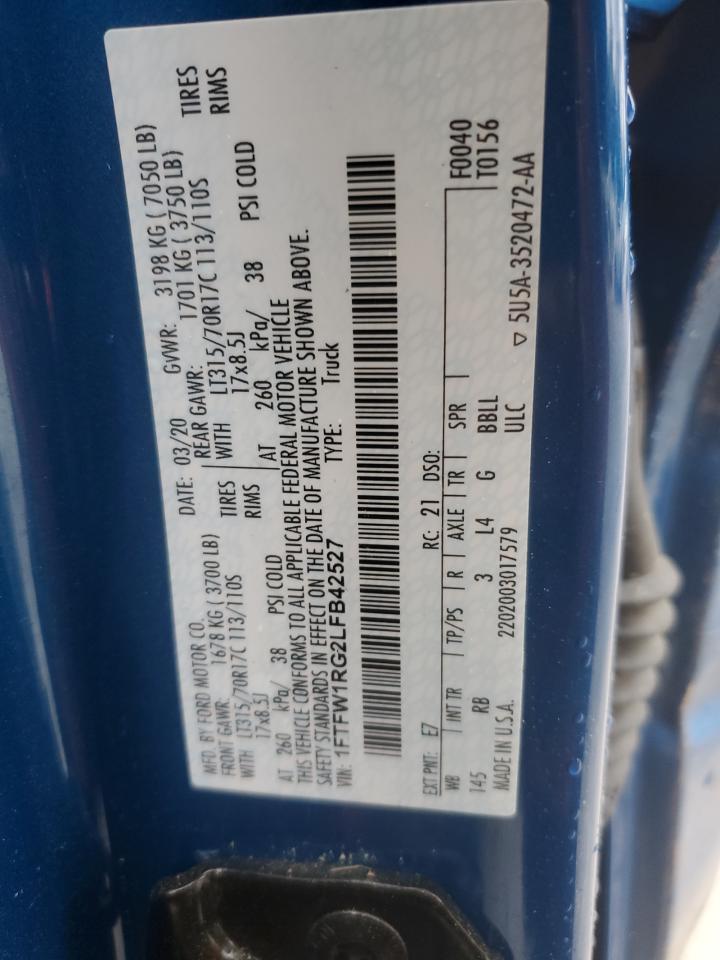 MFD. BY FORD MOTOR CO. DATE: 03/20 GVWR: 3198 KG ( 7050 LB)
FRONT GAWR: 1678 KG ( 3700 LB) REAR GAWR: 1701 KG ( 3750 LB)
WITH LT315/70R17C 113/110S TIRES WITH LT315/70R17C 113/110S TIRES
17x8.5J RIMS 17x8.5J RIMS
AT 260 kPa/ 38 PSI COLD AT 260 kPa/ 38 PSI COLD
THIS VEHICLE CONFORMS TO ALL APPLICABLE FEDERAL MOTOR VEHICLE
SAFETY STANDARDS IN EFFECT ON THE DATE OF MANUFACTURE SHOWN ABOVE.
VIN: 1FTFW1RG2LFB42527 TYPE: Truck
EXT PNT: E7 RC: 21 DSO: F0040
WB INT TR TP/PS R AXLE TR SPR T0156
145 RB 3 L4 G BBLL
MADE IN U.S.A. 2202003017579 ULC ▽ 5U5A-3520472-AA